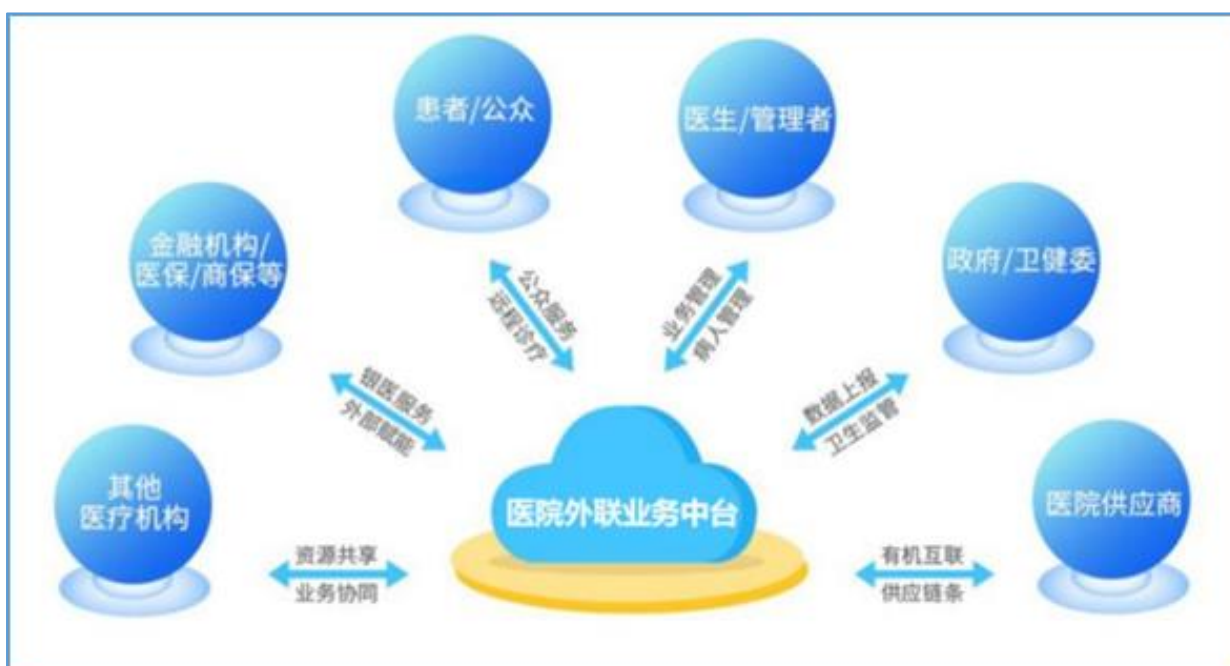 患者/公众
医生/管理者
金融机构/
医保/商保等
政府/卫健委
公众服务
远程诊疗
业务管理
病人管理
银医服务
外部赋能
数据上报
卫生监管
其他
医疗机构
医院外联业务中台
医院供应商
资源共享
业务协同
有机互联
供应链条